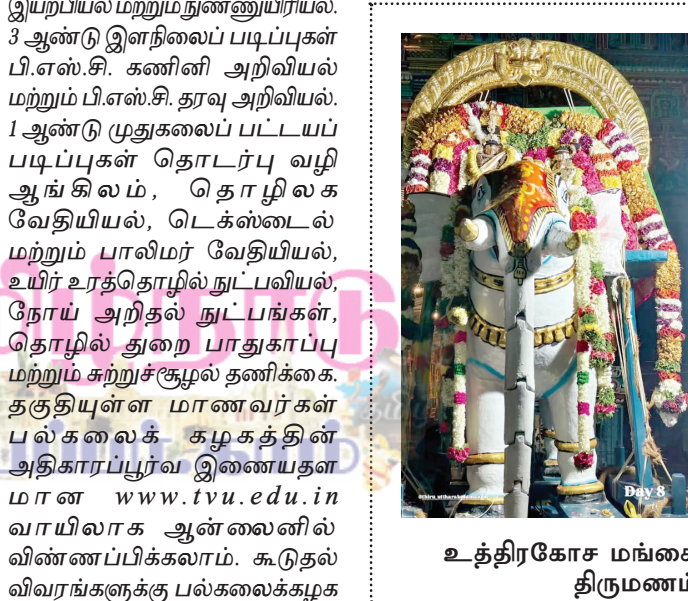 இயற்பியல் மற்றும் நுண்ணுயிரியல்.
3 ஆண்டு இளநிலைப் படிப்புகள்
பி.எஸ்.சி. கணினி அறிவியல்
மற்றும் பி.எஸ்.சி. தரவு அறிவியல்.
1 ஆண்டு முதுகலைப் பட்டயப்
படிப்புகள் தொடர்பு வழி
ஆங்கிலம், தொழிலக
வேதியியல், டெக்ஸ்டைல்
மற்றும் பாலிமர் வேதியியல்,
உயிர் உரத்தொழில் நுட்பவியல்,
நோய் அறிதல் நுட்பங்கள்,
தொழில் துறை பாதுகாப்பு
மற்றும் சுற்றுச்சூழல் தணிக்கை.
தகுதியுள்ள மாணவர்கள்
பல்கலைக் கழகத்தின்
அதிகாரப்பூர்வ இணையதள
மான www.tvu.edu.in
வாயிலாக ஆன்லைனில்
விண்ணப்பிக்கலாம். கூடுதல்
விவரங்களுக்கு பல்கலைக்கழக
Day 8
உத்திரகோச மங்கை
திருமணம்